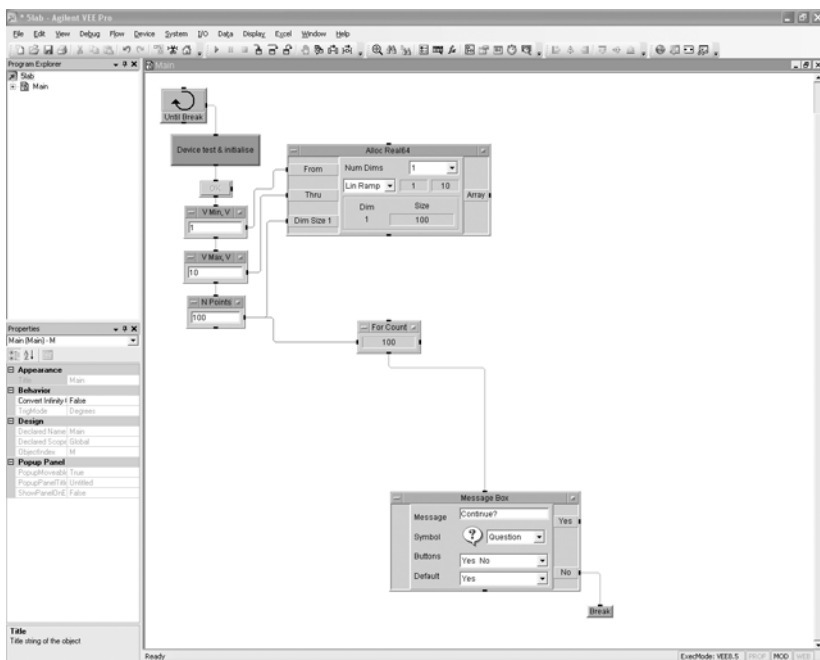 * Slab - Agilent VEE Pro
File Edit View Debug Flow Device System I/O Data Display Excel Window Help
Program Explorer
Slab
Main
Main
Until Break
Device test & initialise
OK
V Min, V
1
V Max, V
10
N Points
100
Alloc Real64
From
Thru
Dim Size 1
Num Dims
1
Lin Ramp
1
10
Dim
Size
1
100
Array
For Count
100
Message Box
Message
Continue?
Symbol
?
Question
Buttons
Yes No
Default
Yes
Yes
No
Break
Properties
Main (Main) - M
Appearance
Title Main
Behavior
Convert Infinity t False
TrigMode Degrees
Design
Declared Name Main
Declared Scope Global
ObjectIndex M
Popup Panel
PopupMoveable True
PopupPanelTitl Untitled
ShowPanelOnE False
Title
Title string of the object
Ready
ExecMode: VEE8.5 PROF MOD WEB